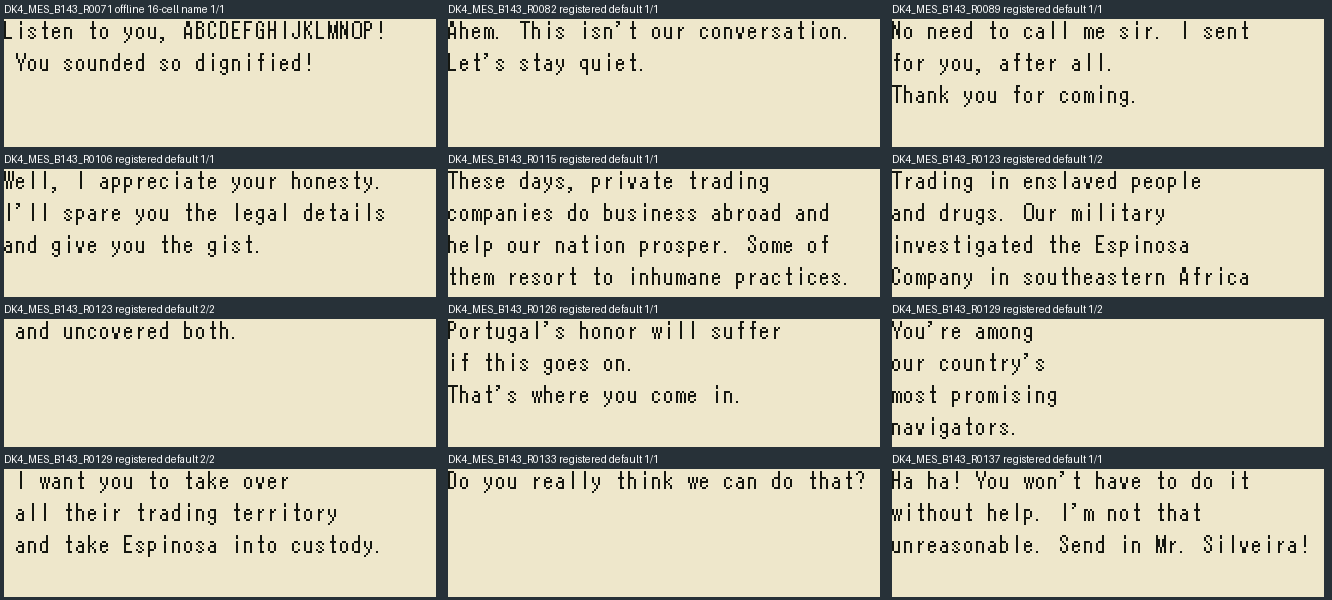 DK4_MES_B143_R0071 offline 16-cell name 1/1
Listen to you, ABCDEFGHIJKLMNOP!
You sounded so dignified!
DK4_MES_B143_R0082 registered default 1/1
Ahem. This isn't our conversation.
Let's stay quiet.
DK4_MES_B143_R0089 registered default 1/1
No need to call me sir. I sent
for you, after all.
Thank you for coming.
DK4_MES_B143_R0106 registered default 1/1
Well, I appreciate your honesty.
I'll spare you the legal details
and give you the gist.
DK4_MES_B143_R0115 registered default 1/1
These days, private trading
companies do business abroad and
help our nation prosper. Some of
them resort to inhumane practices.
DK4_MES_B143_R0123 registered default 1/2
Trading in enslaved people
and drugs. Our military
investigated the Espinosa
Company in southeastern Africa
DK4_MES_B143_R0123 registered default 2/2
and uncovered both.
DK4_MES_B143_R0126 registered default 1/1
Portugal's honor will suffer
if this goes on.
That's where you come in.
DK4_MES_B143_R0129 registered default 1/2
You're among
our country's
most promising
navigators.
DK4_MES_B143_R0129 registered default 2/2
I want you to take over
all their trading territory
and take Espinosa into custody.
DK4_MES_B143_R0133 registered default 1/1
Do you really think we can do that?
DK4_MES_B143_R0137 registered default 1/1
Ha ha! You won't have to do it
without help. I'm not that
unreasonable. Send in Mr. Silveira!